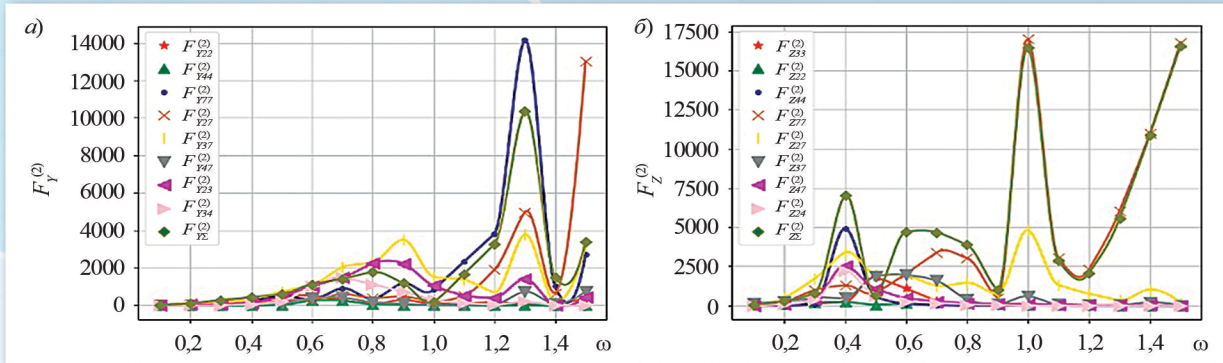 а)
14000
12000
10000
8000
6000
4000
2000
0
F_Y^(2)
F_Y22^(2)
F_Y44^(2)
F_Y77^(2)
F_Y27^(2)
F_Y37^(2)
F_Y47^(2)
F_Y23^(2)
F_Y34^(2)
F_YΣ^(2)
0,2 0,4 0,6 0,8 1,0 1,2 1,4 ω
б)
17500
15000
12500
10000
7500
5000
2500
0
F_Z^(2)
F_Z33^(2)
F_Z22^(2)
F_Z44^(2)
F_Z77^(2)
F_Z27^(2)
F_Z37^(2)
F_Z47^(2)
F_Z24^(2)
F_ZΣ^(2)
0,2 0,4 0,6 0,8 1,0 1,2 1,4 ω